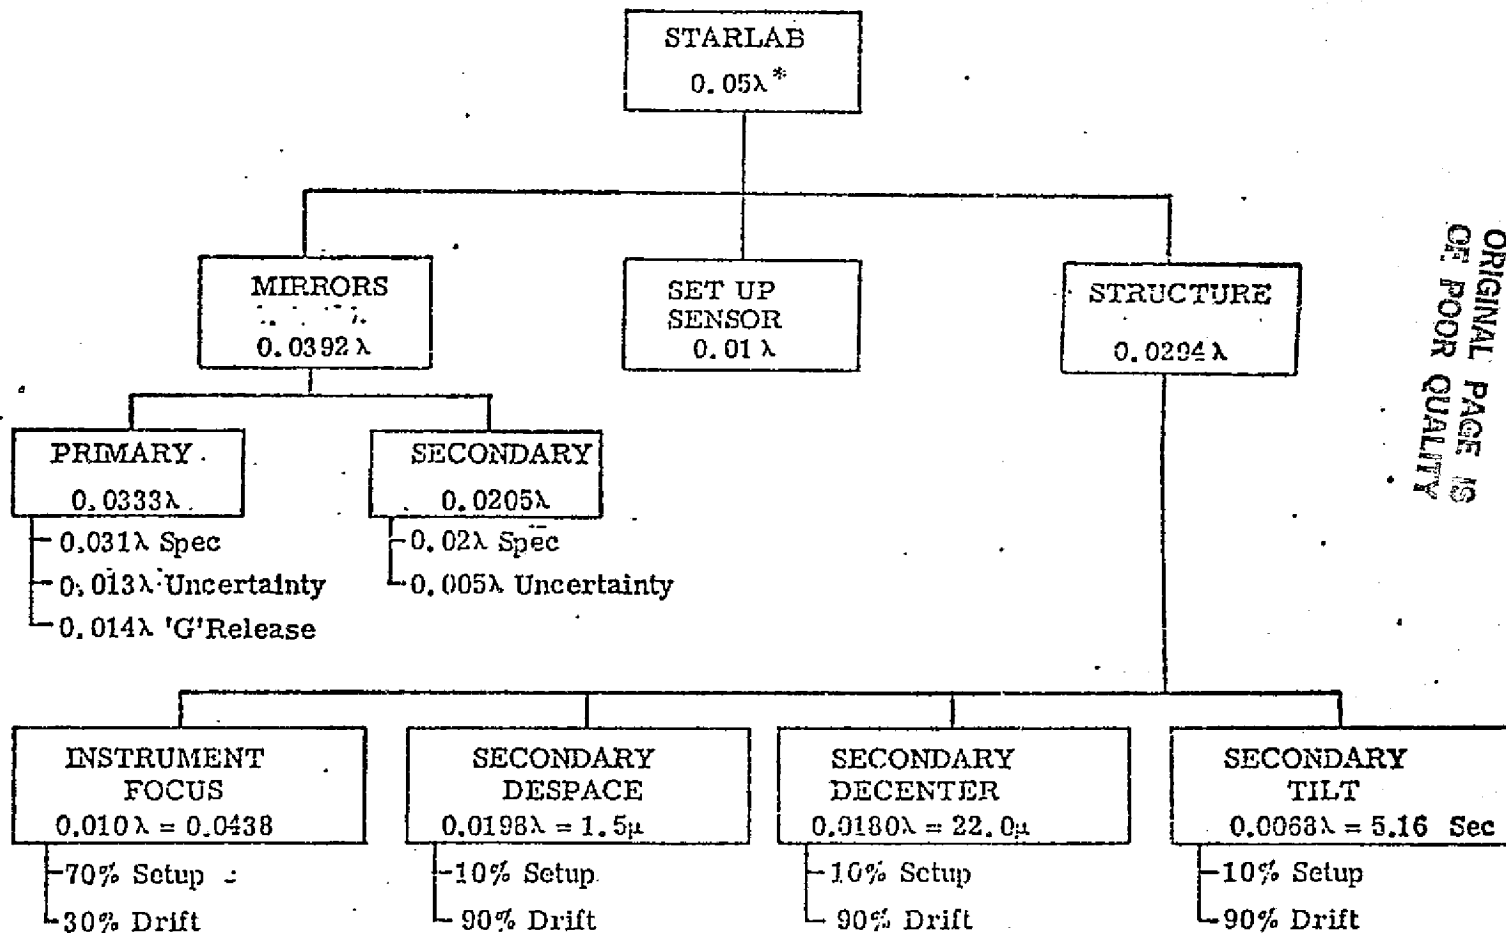 STARLAB
0.05λ*
MIRRORS
0.0392λ
SET UP
SENSOR
0.01 λ
STRUCTURE
0.0294λ
ORIGINAL PAGE IS
OF POOR QUALITY
PRIMARY
0.0333λ
0.031λ Spec
0.013λ Uncertainty
0.014λ 'G' Release
SECONDARY
0.0205λ
0.02λ Spec
0.005λ Uncertainty
INSTRUMENT
FOCUS
0.010λ = 0.0438
70% Setup
30% Drift
SECONDARY
DESPACE
0.0198λ = 1.5μ
10% Setup
90% Drift
SECONDARY
DECENTER
0.0180λ = 22.0μ
10% Setup
90% Drift
SECONDARY
TILT
0.0068λ = 5.16 Sec
10% Setup
90% Drift